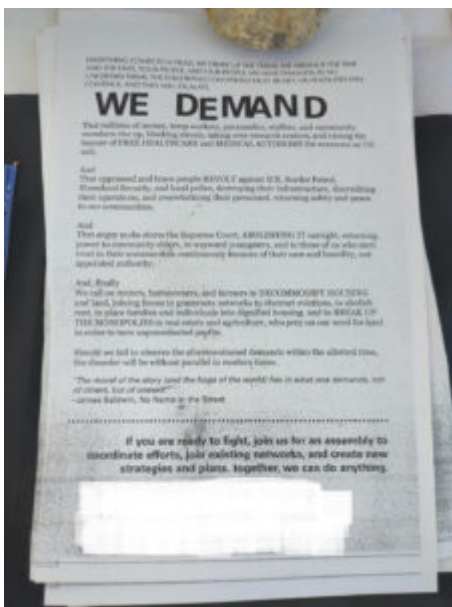 WE DEMAND
That millions of nurses, temp workers, paramedics, orallers, and community
members rise up, blocking streets, taking over research centers, and raising the
banner of FREE HEALTHCARE and MEDICAL AUTONOMY for everyone on US
soil.
And
That oppressed and brave people REVOLT against ICE, Border Patrol,
Homeland Security, and local police, destroying their infrastructure, discrediting
their operations, and overwhelming their personnel, returning safety and peace
to our communities.
And
That angry mobs storm the Supreme Court, ABOLISHING IT outright, returning
power to community elders, to wayward youngsters, and to those of us who earn
trust in their communities continuously because of their care and humility, not
appointed authority.
And, finally
We call on renters, homeowners, and farmers to DECOMMODIFY HOUSING
and land, joining forces in grassroots networks to obstruct evictions, to abolish
rent, to place families and individuals into dignified housing, and to BREAK UP
THE MONOPOLIES in real estate and agriculture, who prey on our need for land
in order to turn unprecedented profits.
Should we fail to observe the aforementioned demands within the allotted time,
the disorder will be without parallel in modern times.
"The moral of the story (and the hope of the world) lies in what one demands, not
of others, but of oneself"
-James Baldwin, No Name in the Street
If you are ready to fight, join us for an assembly to
coordinate efforts, join existing networks, and create new
strategies and plans. together, we can do anything.